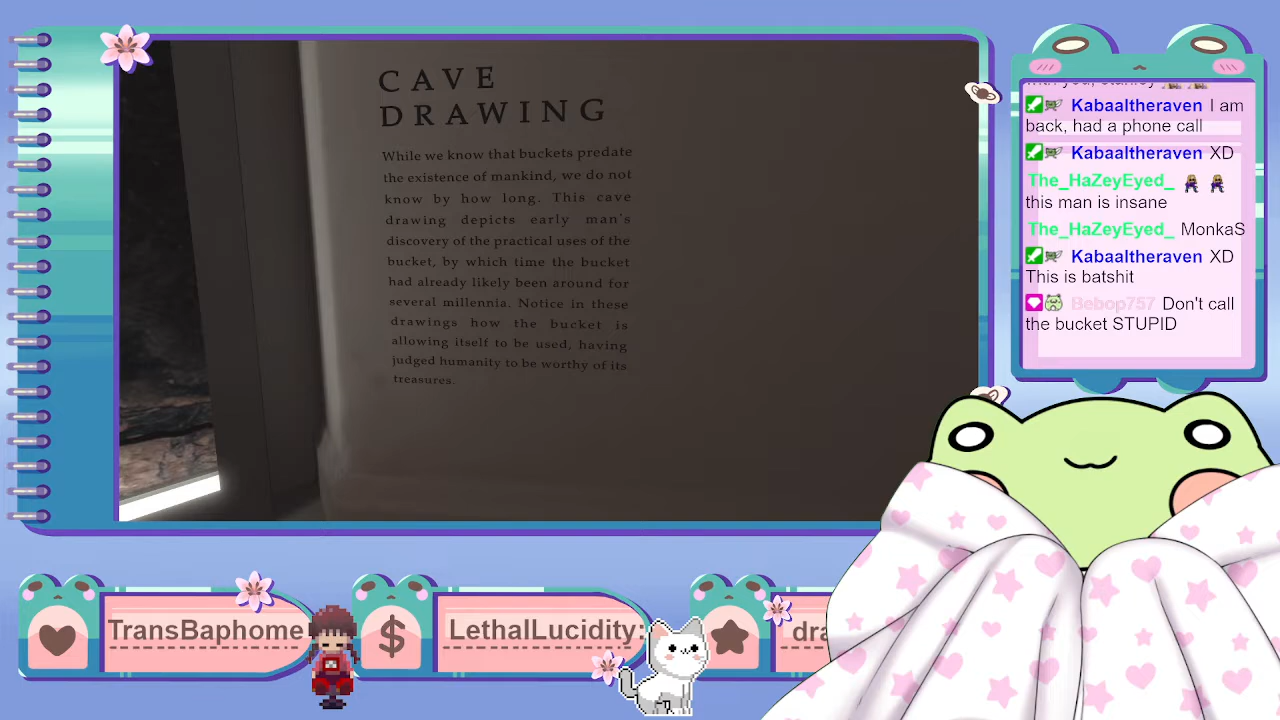 CAVE
DRAWING
While we know that buckets predate
the existence of mankind, we do not
know by how long. This cave
drawing depicts early man's
discovery of the practical uses of the
bucket, by which time the bucket
had already likely been around for
several millennia. Notice in these
drawings how the bucket is
allowing itself to be used, having
judged humanity to be worthy of its
treasures.
Kabaaltheraven I am
back, had a phone call
Kabaaltheraven XD
The_HaZeyEyed_
this man is insane
The_HaZeyEyed_ MonkaS
Kabaaltheraven XD
This is batshit
Bebop757 Don't call
the bucket STUPID
TransBaphome
$
LethalLucidity:
dra